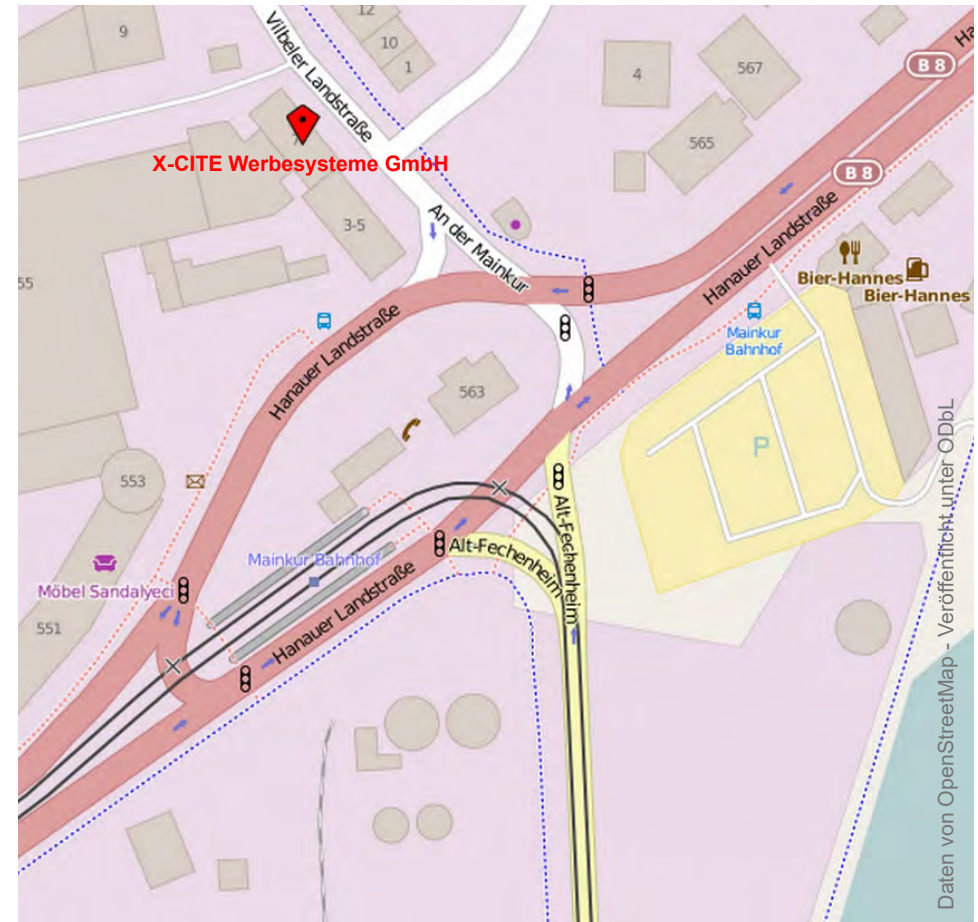 9
12
10
1
Vilbeler Landstraße
4
567
565
B 8
B 8
X-CITE Werbesysteme GmbH
3-5
An der Mainkur
Hanauer Landstraße
Bier-Hannes
Bier-Hannes
Mainkur
Bahnhof
Hanauer Landstraße
563
P
553
Alt-Fechenheim
Alt-Fechenheim
Mainkur Bahnhof
Möbel Sandalyeci
Hanauer Landstraße
551
Daten von OpenStreetMap - Veröffentlicht unter ODbL